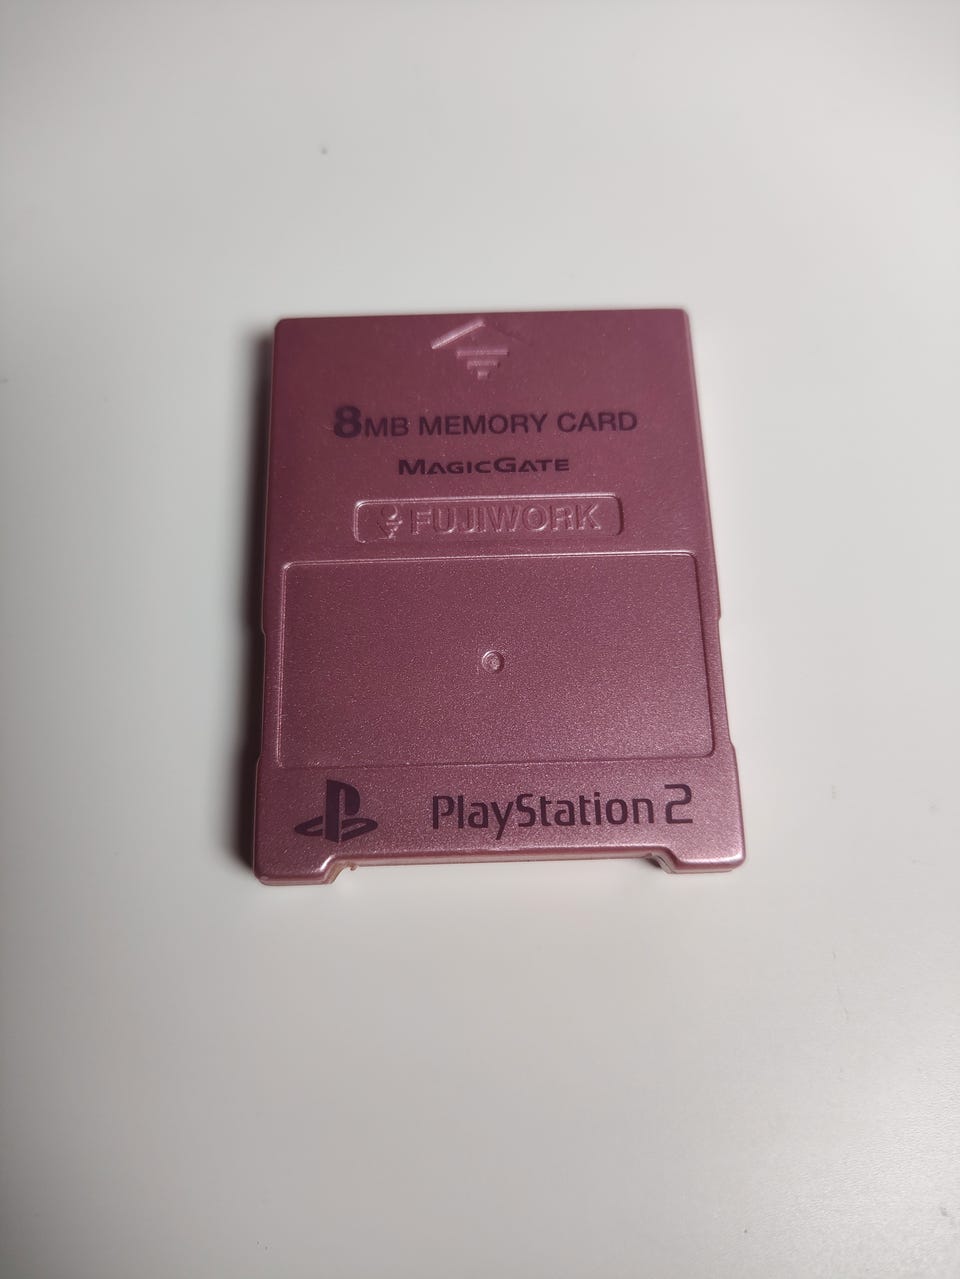 8MB MEMORY CARD
MAGICGATE
FUJIWORK
PlayStation 2